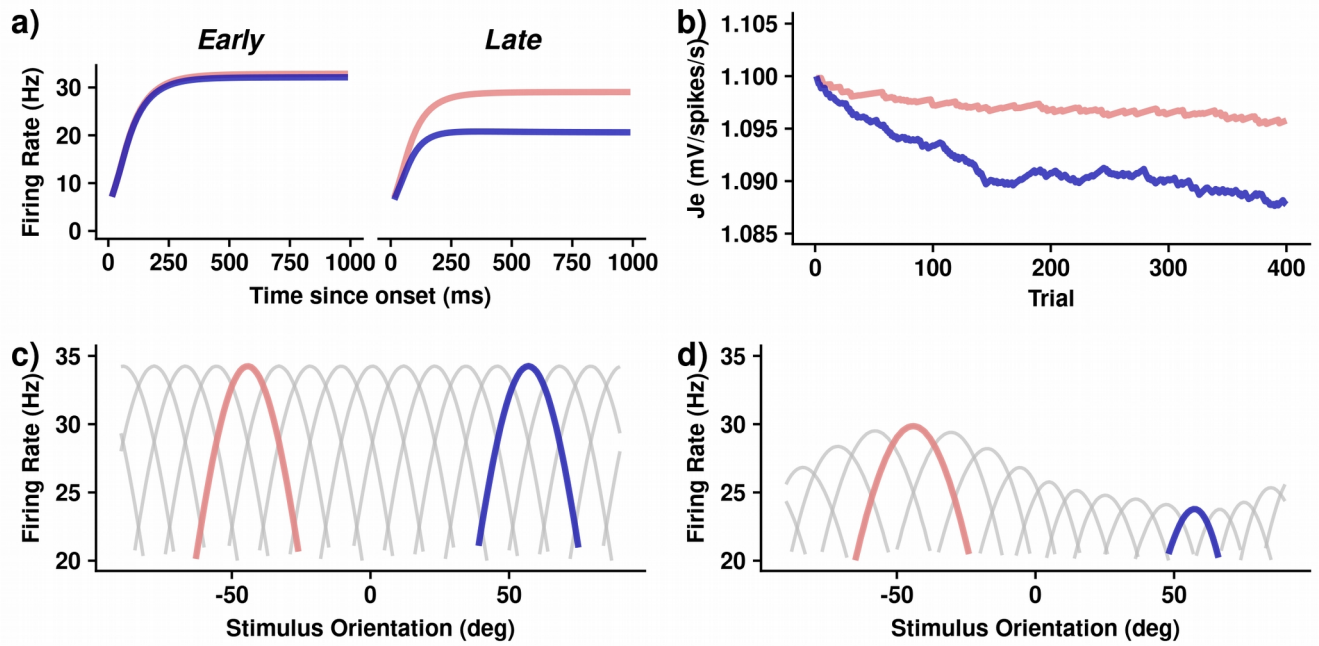 a)
Early
Late
Firing Rate (Hz)
30
20
10
0
0 250 500 750 1000
0 250 500 750 1000
Time since onset (ms)
b)
Je (mV/spikes/s)
1.105
1.100
1.095
1.090
1.085
0 100 200 300 400
Trial
c)
Firing Rate (Hz)
35
30
25
20
-50 0 50
Stimulus Orientation (deg)
d)
Firing Rate (Hz)
35
30
25
20
-50 0 50
Stimulus Orientation (deg)